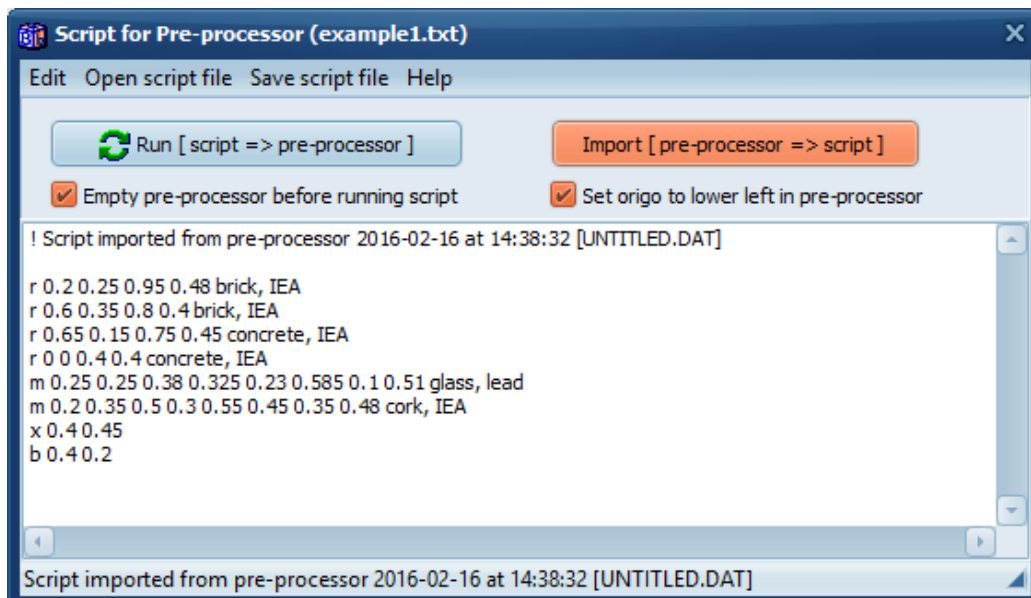 Script for Pre-processor (example1.txt)
Edit Open script file Save script file Help
Run [ script => pre-processor ]
Import [ pre-processor => script ]
Empty pre-processor before running script
Set origo to lower left in pre-processor
! Script imported from pre-processor 2016-02-16 at 14:38:32 [UNTITLED.DAT]
r 0.2 0.25 0.95 0.48 brick, IEA
r 0.6 0.35 0.8 0.4 brick, IEA
r 0.65 0.15 0.75 0.45 concrete, IEA
r 0 0 0.4 0.4 concrete, IEA
m 0.25 0.25 0.38 0.325 0.23 0.585 0.1 0.51 glass, lead
m 0.2 0.35 0.5 0.3 0.55 0.45 0.35 0.48 cork, IEA
x 0.4 0.45
b 0.4 0.2
Script imported from pre-processor 2016-02-16 at 14:38:32 [UNTITLED.DAT]